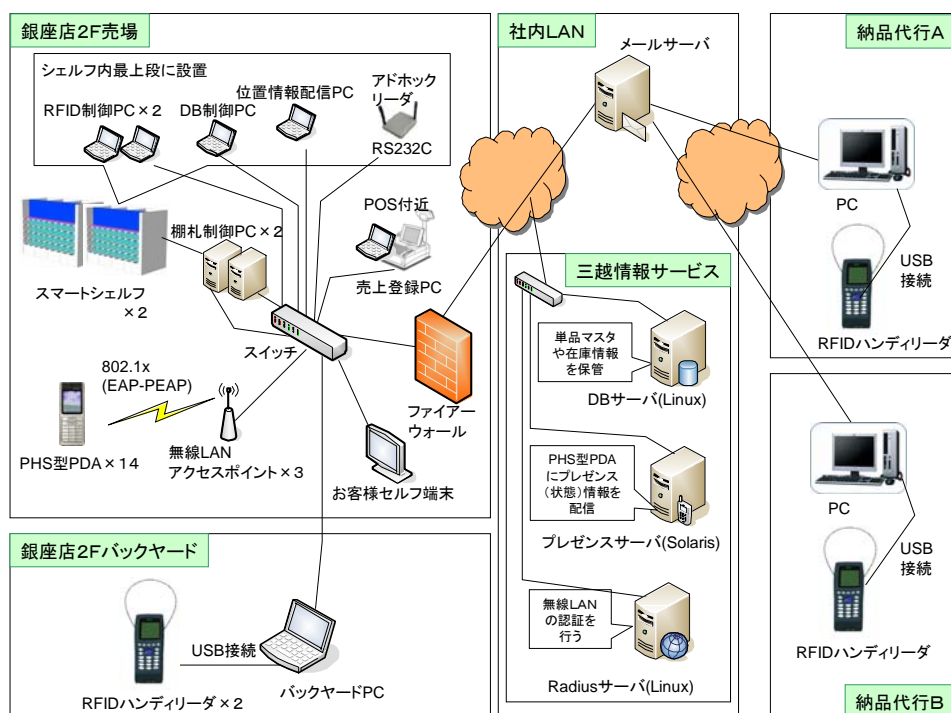 銀座店2F売場
シェルフ内最上段に設置
RFID制御PC×2
DB制御PC
位置情報配信PC
アドホック
リーダ
RS232C
POS付近
売上登録PC
棚札制御PC×2
スマートシェルフ
×2
スイッチ
802.1x
(EAP-PEAP)
PHS型PDA×14
無線LAN
アクセスポイント×3
ファイアー
ウォール
お客様セルフ端末
銀座店2Fバックヤード
USB接続
RFIDハンディリーダ×2
バックヤードPC
社内LAN
メールサーバ
三越情報サービス
単品マスタ
や在庫情報
を保管
DBサーバ(Linux)
PHS型PDA
にプレゼンス
(状態)情報を
配信
プレゼンスサーバ(Solaris)
無線LAN
の認証を
行う
Radiusサーバ(Linux)
納品代行A
PC
USB
接続
RFIDハンディリーダ
PC
USB
接続
RFIDハンディリーダ
納品代行B